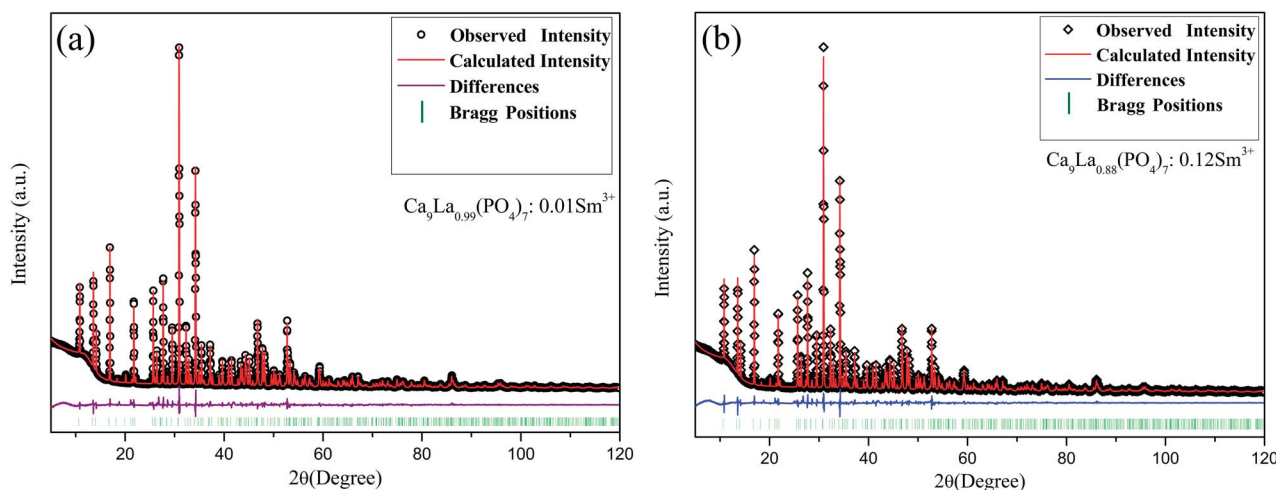 (a)
Observed Intensity
Calculated Intensity
Differences
Bragg Positions
Ca₉La₀.₉₉(PO₄)₇: 0.01Sm³⁺
Intensity (a.u.)
20 40 60 80 100 120
2θ(Degree)
(b)
Observed Intensity
Calculated Intensity
Differences
Bragg Positions
Ca₉La₀.₈₈(PO₄)₇: 0.12Sm³⁺
Intensity (a.u.)
20 40 60 80 100 120
2θ(Degree)